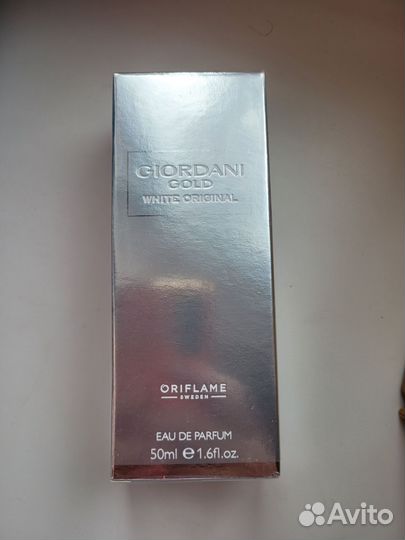 GIORDANI
GOLD
WHITE ORIGINAL
ORIFLAME
SWEDEN
EAU DE PARFUM
50ml e 1.6fl.oz.
Avito